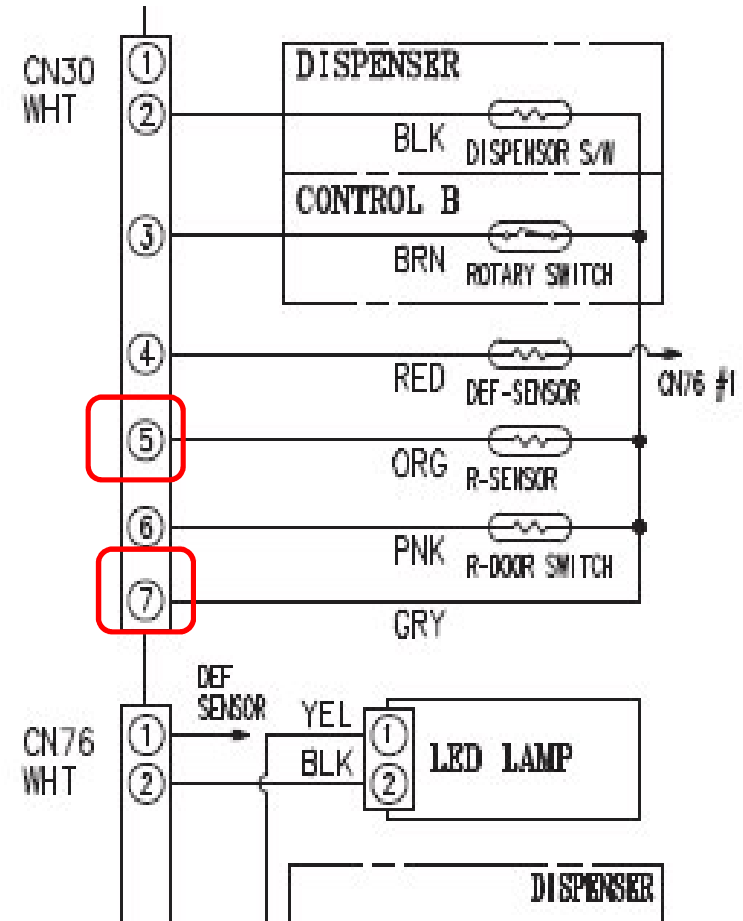 CN30
WHT
1
2
3
4
5
6
7
DISPENSER
BLK
DISPENSOR S/W
CONTROL B
BRN
ROTARY SWITCH
RED
DEF-SENSOR
CN76 #1
ORG
R-SENSOR
PNK
R-DOOR SWITCH
GRY
CN76
WHT
1
2
DEF
SENSOR
YEL
BLK
1
2
LED LAMP
DISPENSER